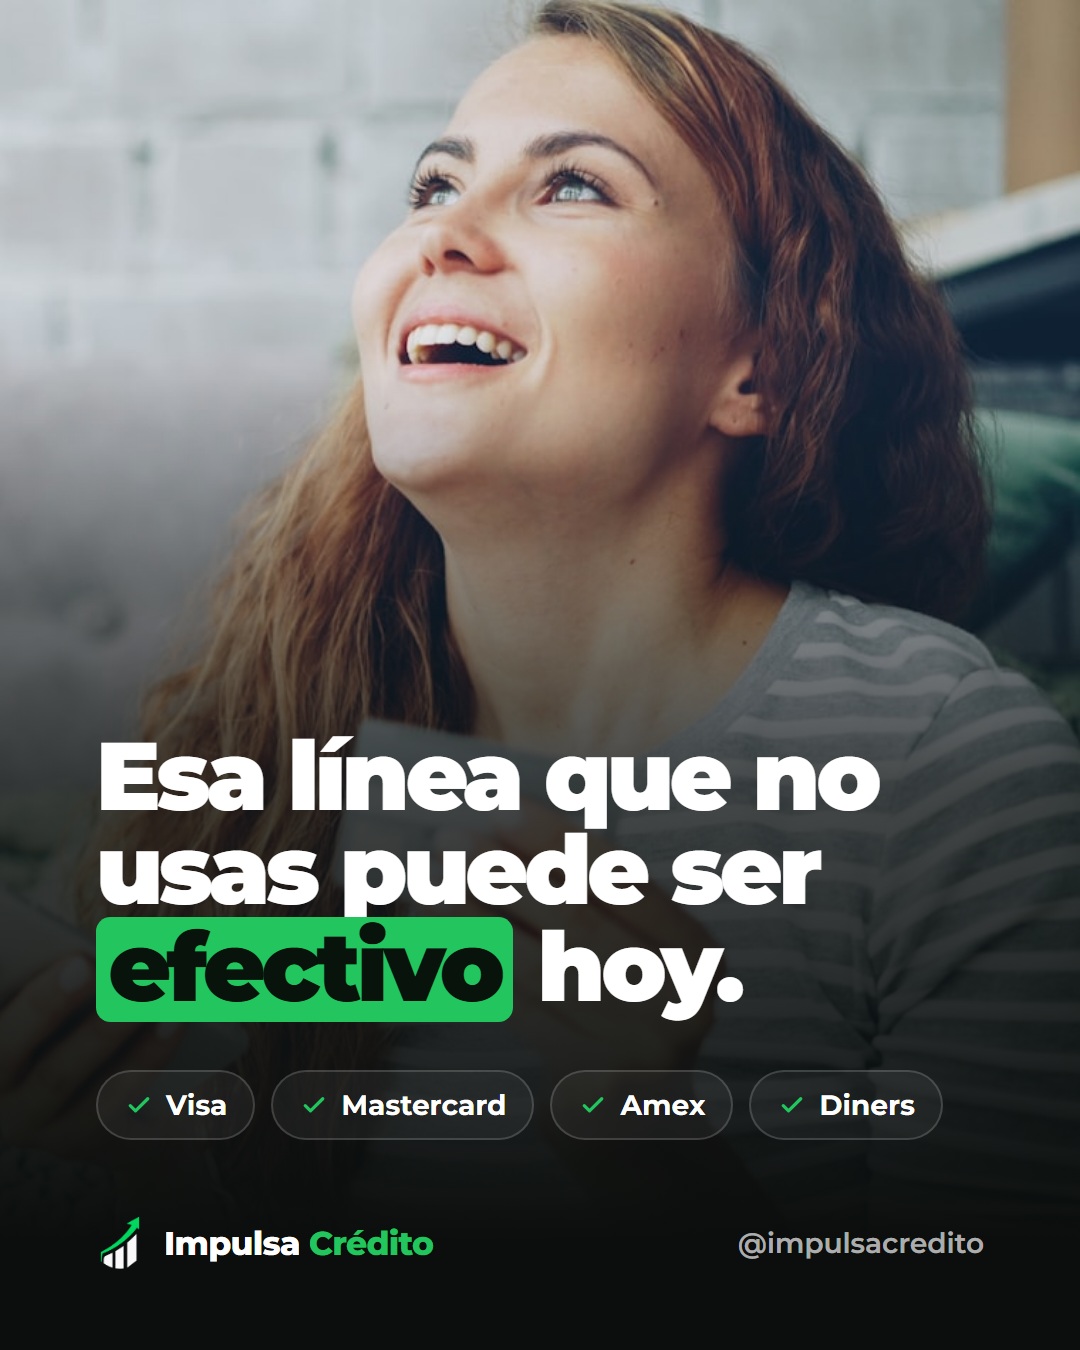 Esa línea que no
usas puede ser
efectivo hoy.
Visa Mastercard Amex Diners
Impulsa Crédito @impulsacredito